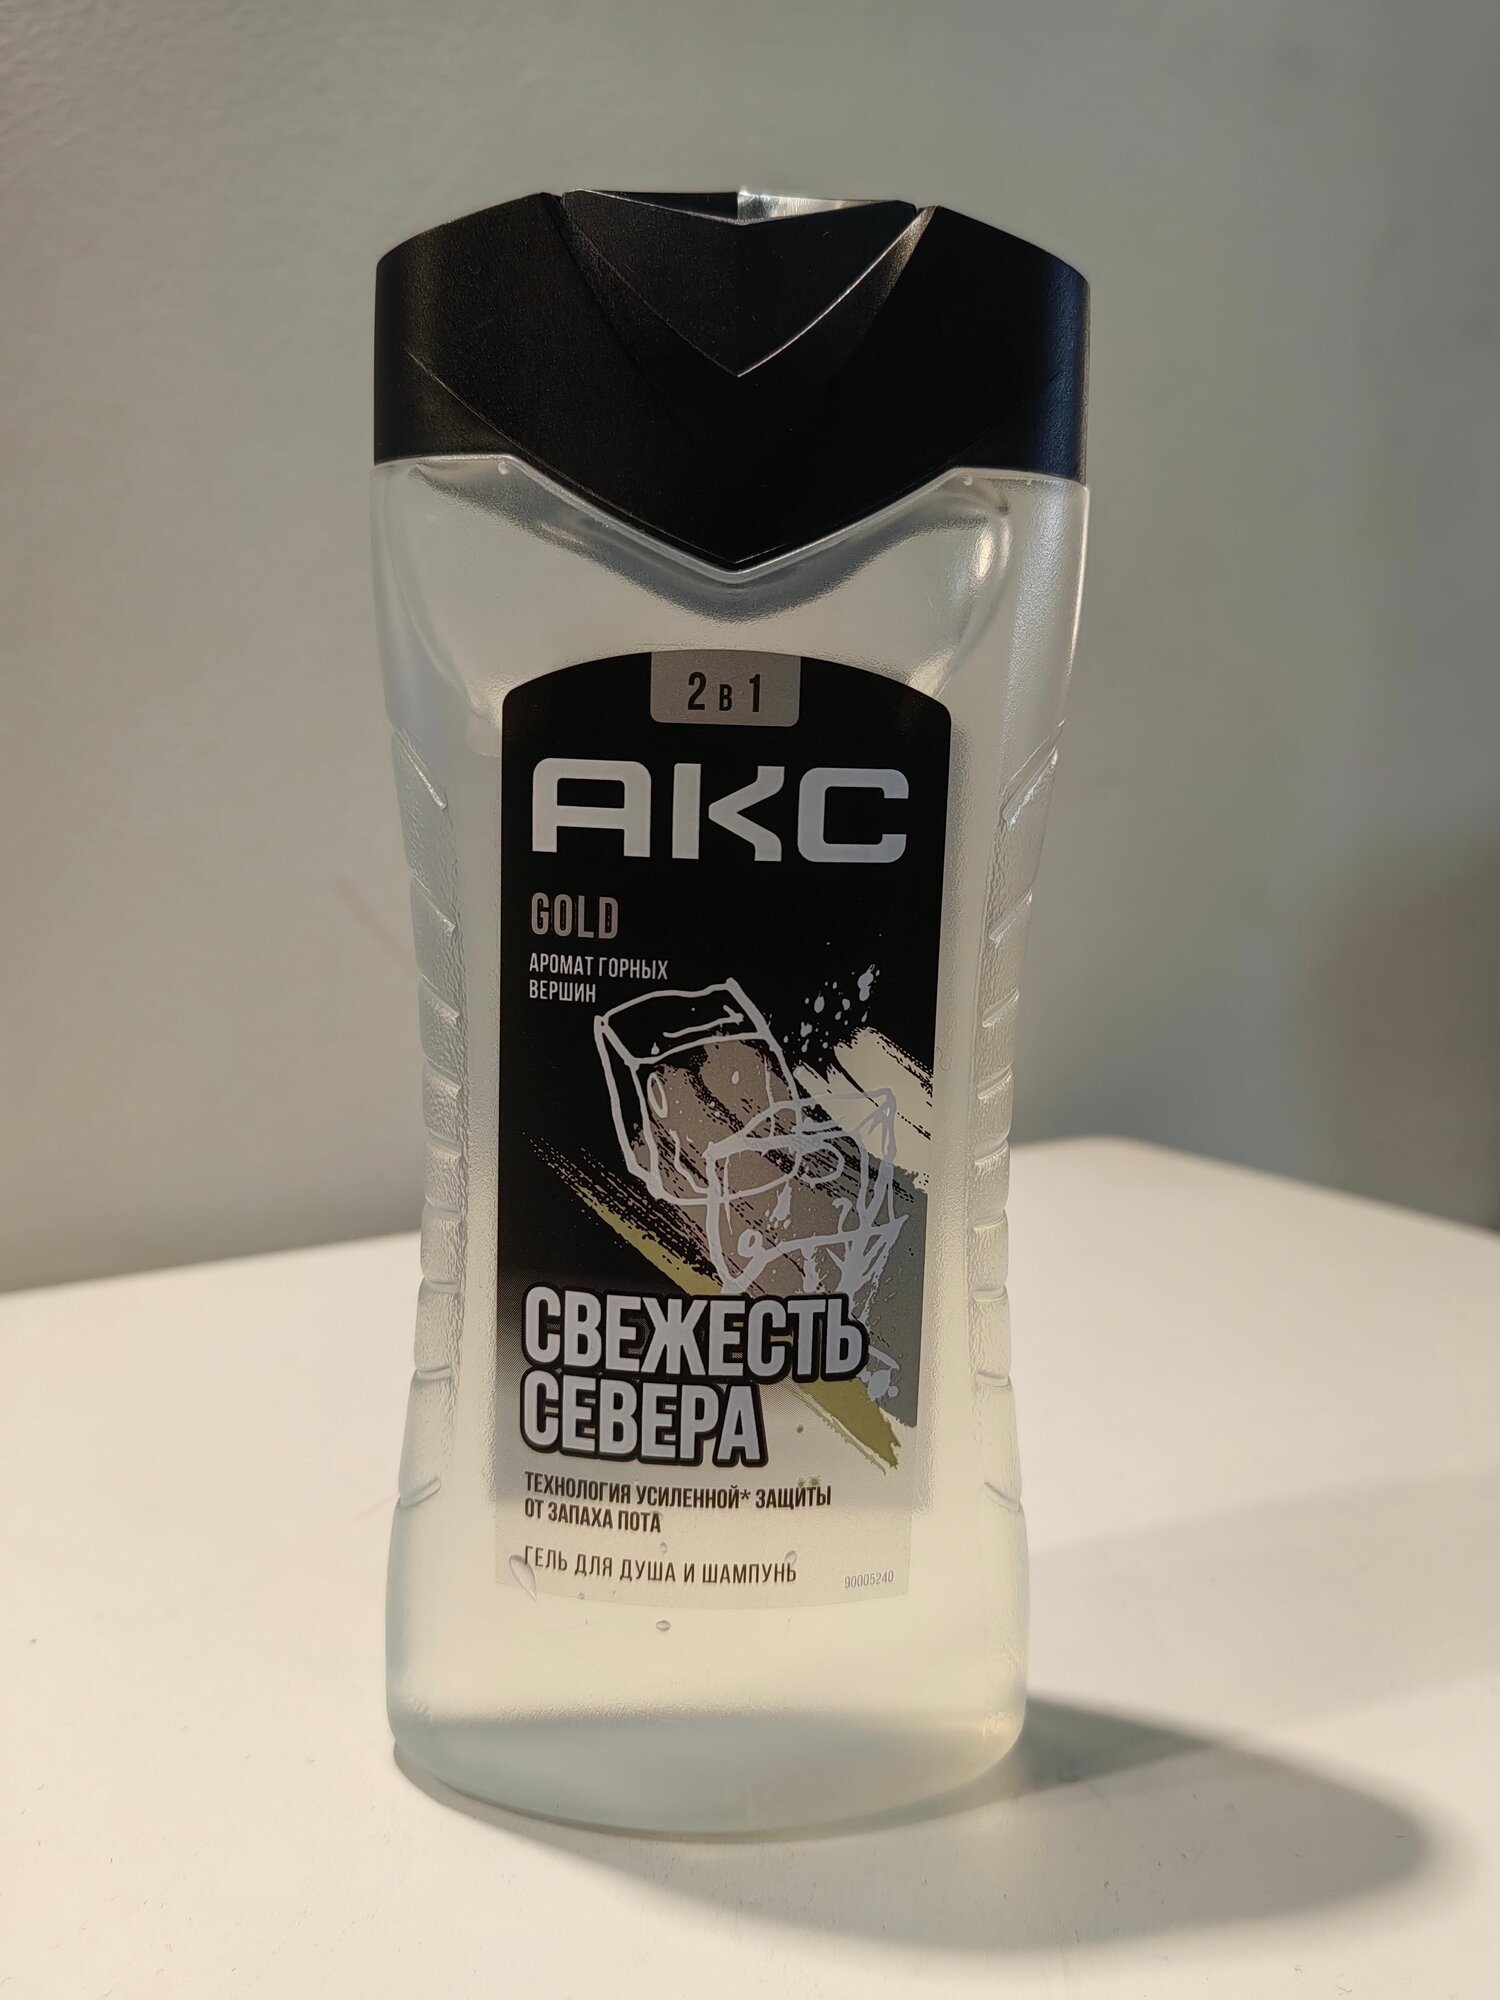 2 в 1
АКС
GOLD
АРОМАТ ГОРНЫХ
ВЕРШИН
СВЕЖЕСТЬ
СЕВЕРА
ТЕХНОЛОГИЯ УСИЛЕННОЙ* ЗАЩИТЫ
ОТ ЗАПАХА ПОТА
ГЕЛЬ ДЛЯ ДУША И ШАМПУНЬ
90005240